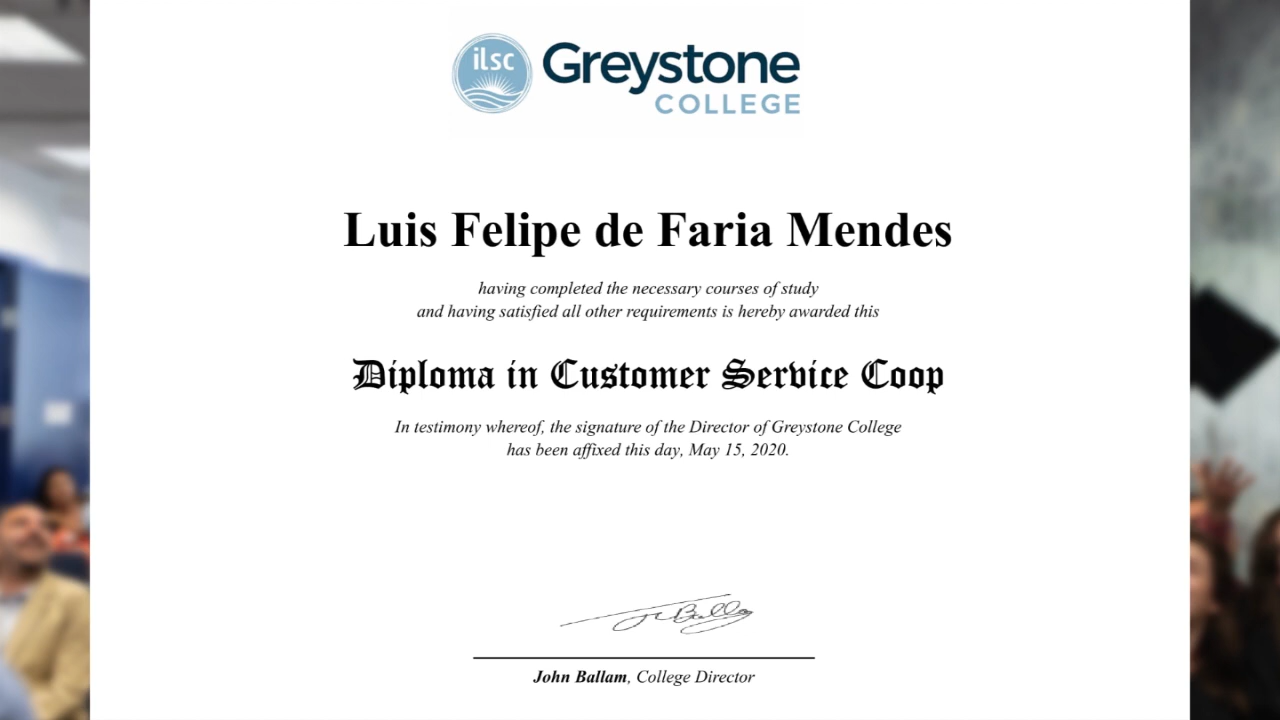 ilsc
Greystone
COLLEGE
Luis Felipe de Faria Mendes
having completed the necessary courses of study
and having satisfied all other requirements is hereby awarded this
Diploma in Customer Service Coop
In testimony whereof, the signature of the Director of Greystone College
has been affixed this day, May 15, 2020.
John Ballam, College Director